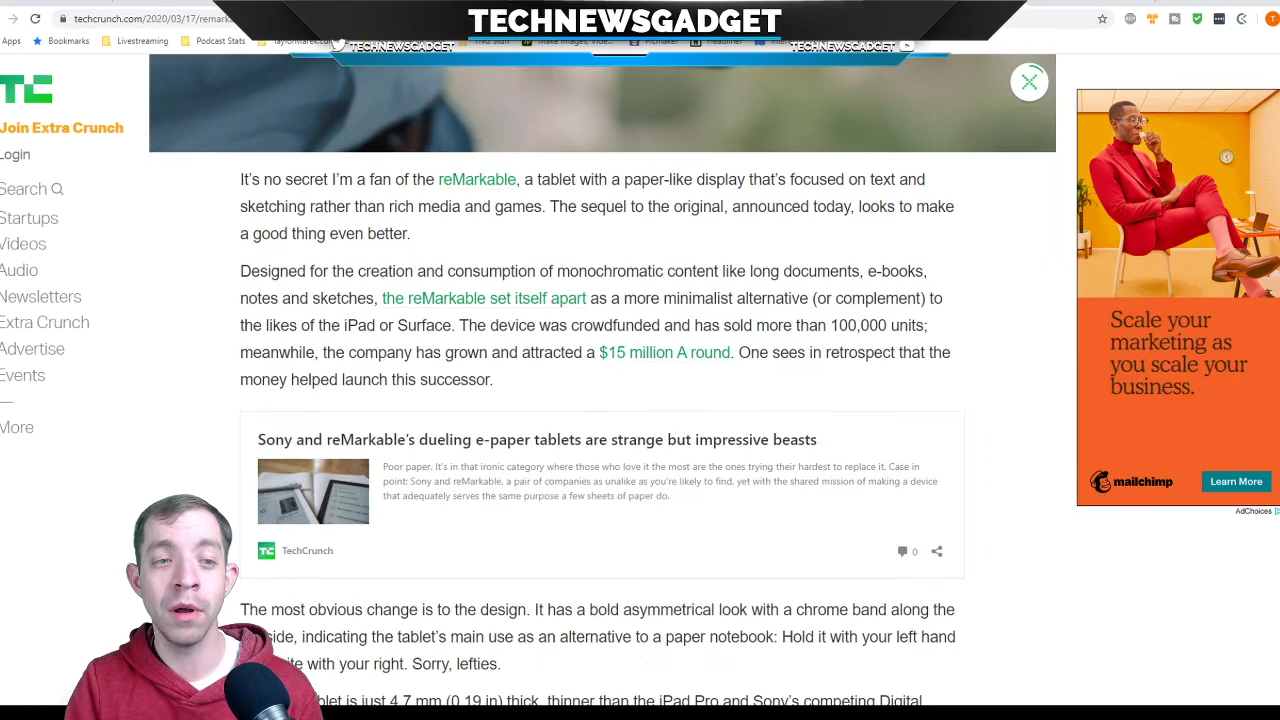 techcrunch.com/2020/03/17/remarka
TECHNEWSGADGET
Apps
Bookmarks
Livestreaming
Podcast Stats
TECHNEWSGADGET
TECHNEWSGADGET
TC
Join Extra Crunch
Login
Search
Startups
Videos
Audio
Newsletters
Extra Crunch
Advertise
Events
More
It's no secret I'm a fan of the reMarkable, a tablet with a paper-like display that's focused on text and
sketching rather than rich media and games. The sequel to the original, announced today, looks to make
a good thing even better.
Designed for the creation and consumption of monochromatic content like long documents, e-books,
notes and sketches, the reMarkable set itself apart as a more minimalist alternative (or complement) to
the likes of the iPad or Surface. The device was crowdfunded and has sold more than 100,000 units;
meanwhile, the company has grown and attracted a $15 million A round. One sees in retrospect that the
money helped launch this successor.
Sony and reMarkable's dueling e-paper tablets are strange but impressive beasts
Poor paper. It's in that ironic category where those who love it the most are the ones trying their hardest to replace it. Case in
point: Sony and reMarkable, a pair of companies as unalike as you're likely to find, yet with the shared mission of making a device
that adequately serves the same purpose a few sheets of paper do.
TC TechCrunch
0
The most obvious change is to the design. It has a bold asymmetrical look with a chrome band along the
side, indicating the tablet's main use as an alternative to a paper notebook: Hold it with your left hand
with your right. Sorry, lefties.
is just 4.7 mm (0.19 in) thick, thinner than the iPad Pro and Sony's competing Digital
Scale your
marketing as
you scale your
business.
mailchimp
Learn More
AdChoices